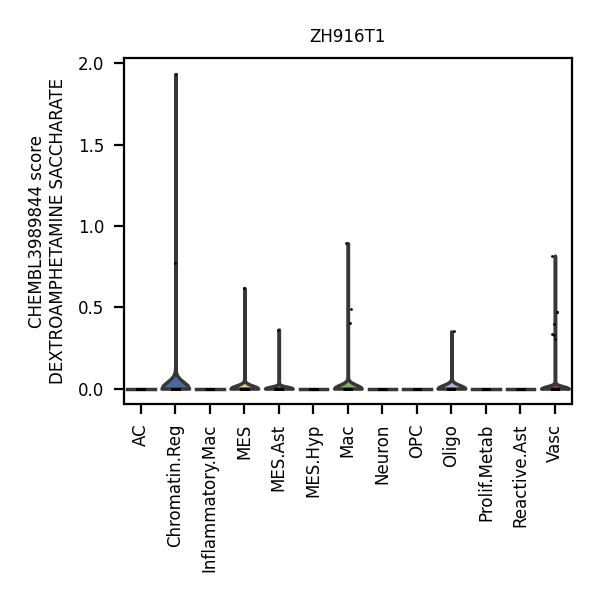 ZH916T1
CHEMBL3989844 score
DEXTROAMPHETAMINE SACCHARATE
2.0
1.5
1.0
0.5
0.0
AC
Chromatin.Reg
Inflammatory.Mac
MES
MES.Ast
MES.Hyp
Mac
Neuron
OPC
Oligo
Prolif.Metab
Reactive.Ast
Vasc